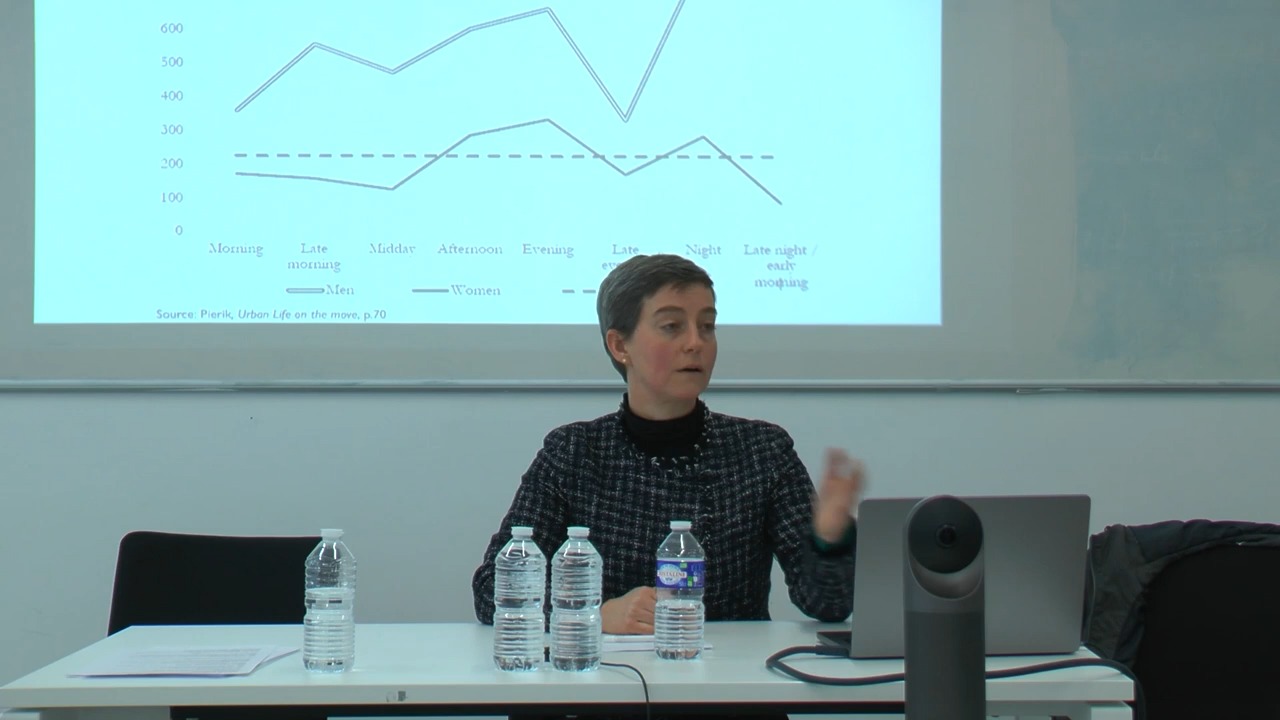 600
500
400
300
200
100
0
Morning Late morning Midday Afternoon Evening Late Night Late night / early morning
Men Women
Source: Pierik, Urban Life on the move, p.70
CRISTALINE